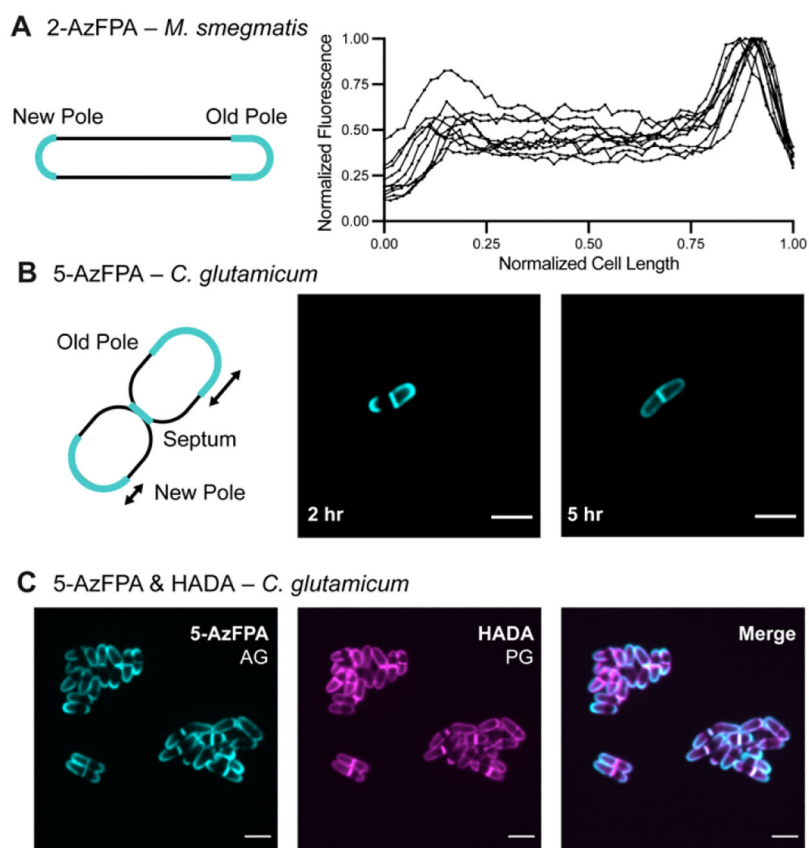 A 2-AzFPA – M. smegmatis
New Pole Old Pole
Normalized Fluorescence
1.00
0.75
0.50
0.25
0.00
0.00 0.25 0.50 0.75 1.00
Normalized Cell Length
B 5-AzFPA – C. glutamicum
Old Pole
Septum
New Pole
2 hr
5 hr
C 5-AzFPA & HADA – C. glutamicum
5-AzFPA
AG
HADA
PG
Merge